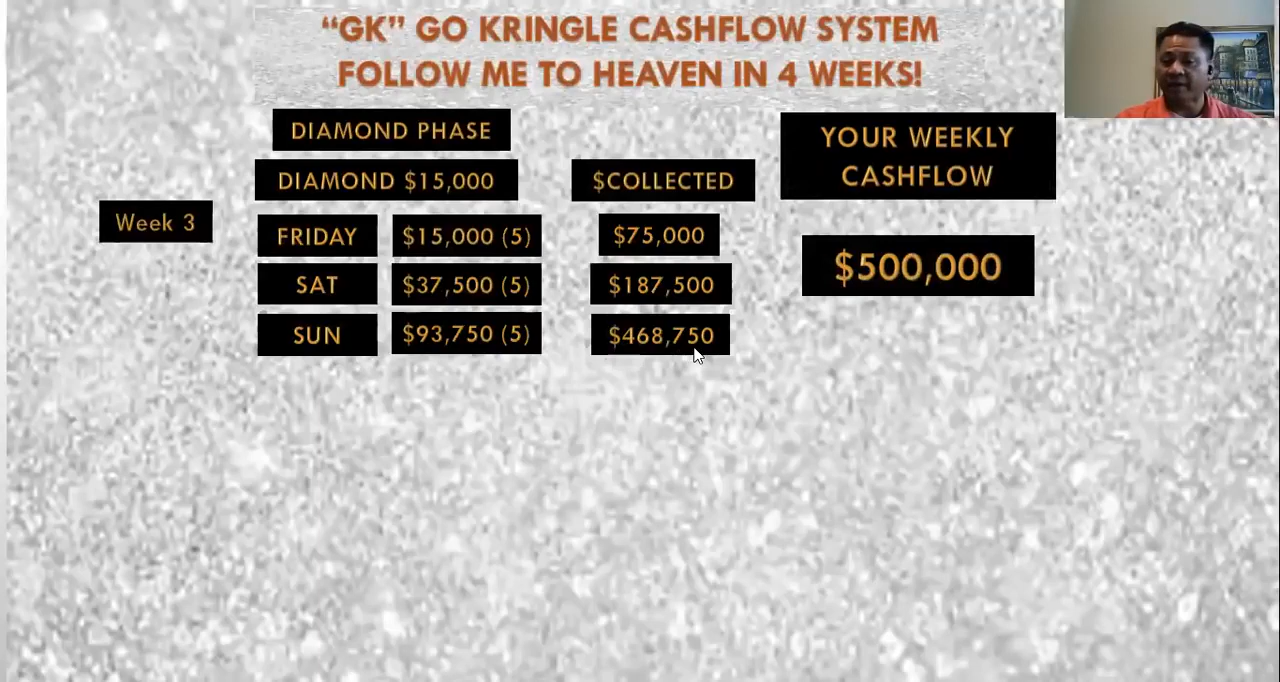 “GK” GO KRINGLE CASHFLOW SYSTEM
FOLLOW ME TO HEAVEN IN 4 WEEKS!
DIAMOND PHASE
DIAMOND $15,000
$COLLECTED
YOUR WEEKLY
CASHFLOW
Week 3
FRIDAY
$15,000 (5)
$75,000
$500,000
SAT
$37,500 (5)
$187,500
SUN
$93,750 (5)
$468,750